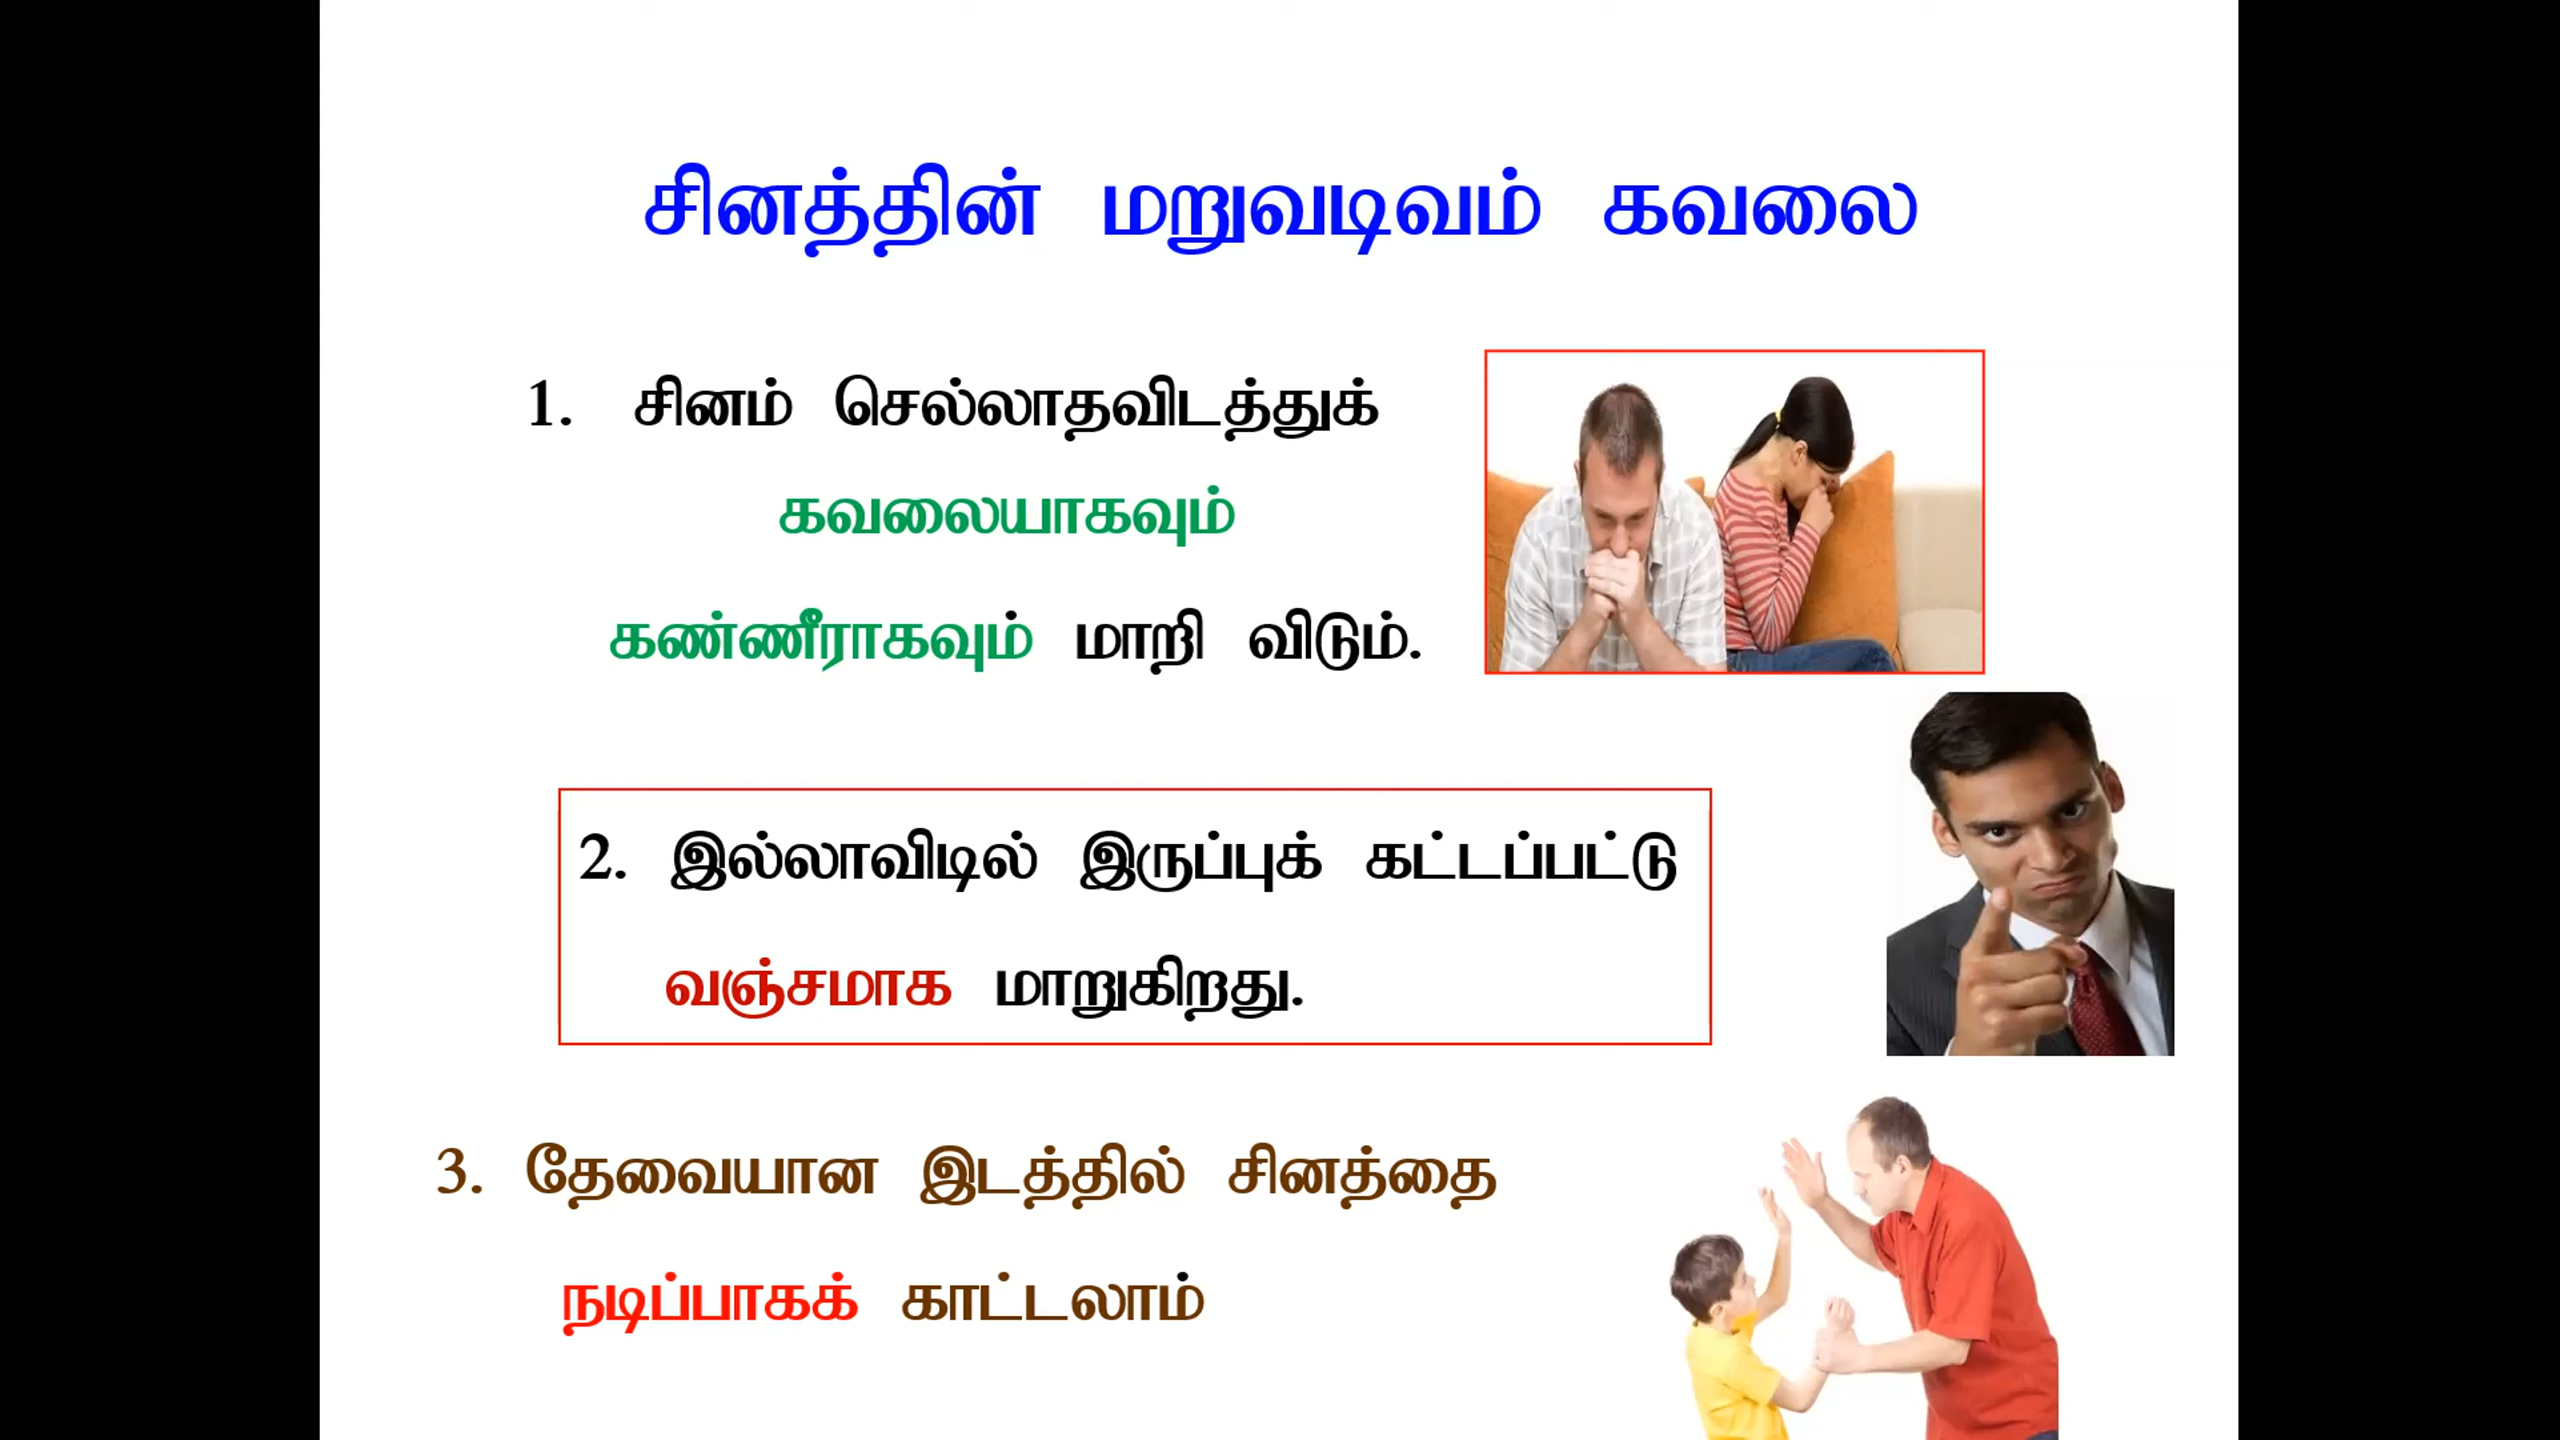 சினத்தின் மறுவடிவம் கவலை
1. சினம் செல்லாதவிடத்துக்
கவலையாகவும்
கண்ணீராகவும் மாறி விடும்.
2. இல்லாவிடில் இருப்புக் கட்டப்பட்டு
வஞ்சமாக மாறுகிறது.
3. தேவையான இடத்தில் சினத்தை
நடிப்பாகக் காட்டலாம்